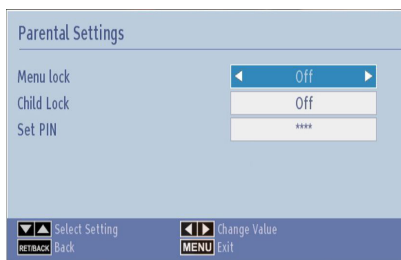 Parental Settings
Menu lock Off
Child Lock Off
Set PIN ****
Select Setting Change Value
RET/BACK Back MENU Exit